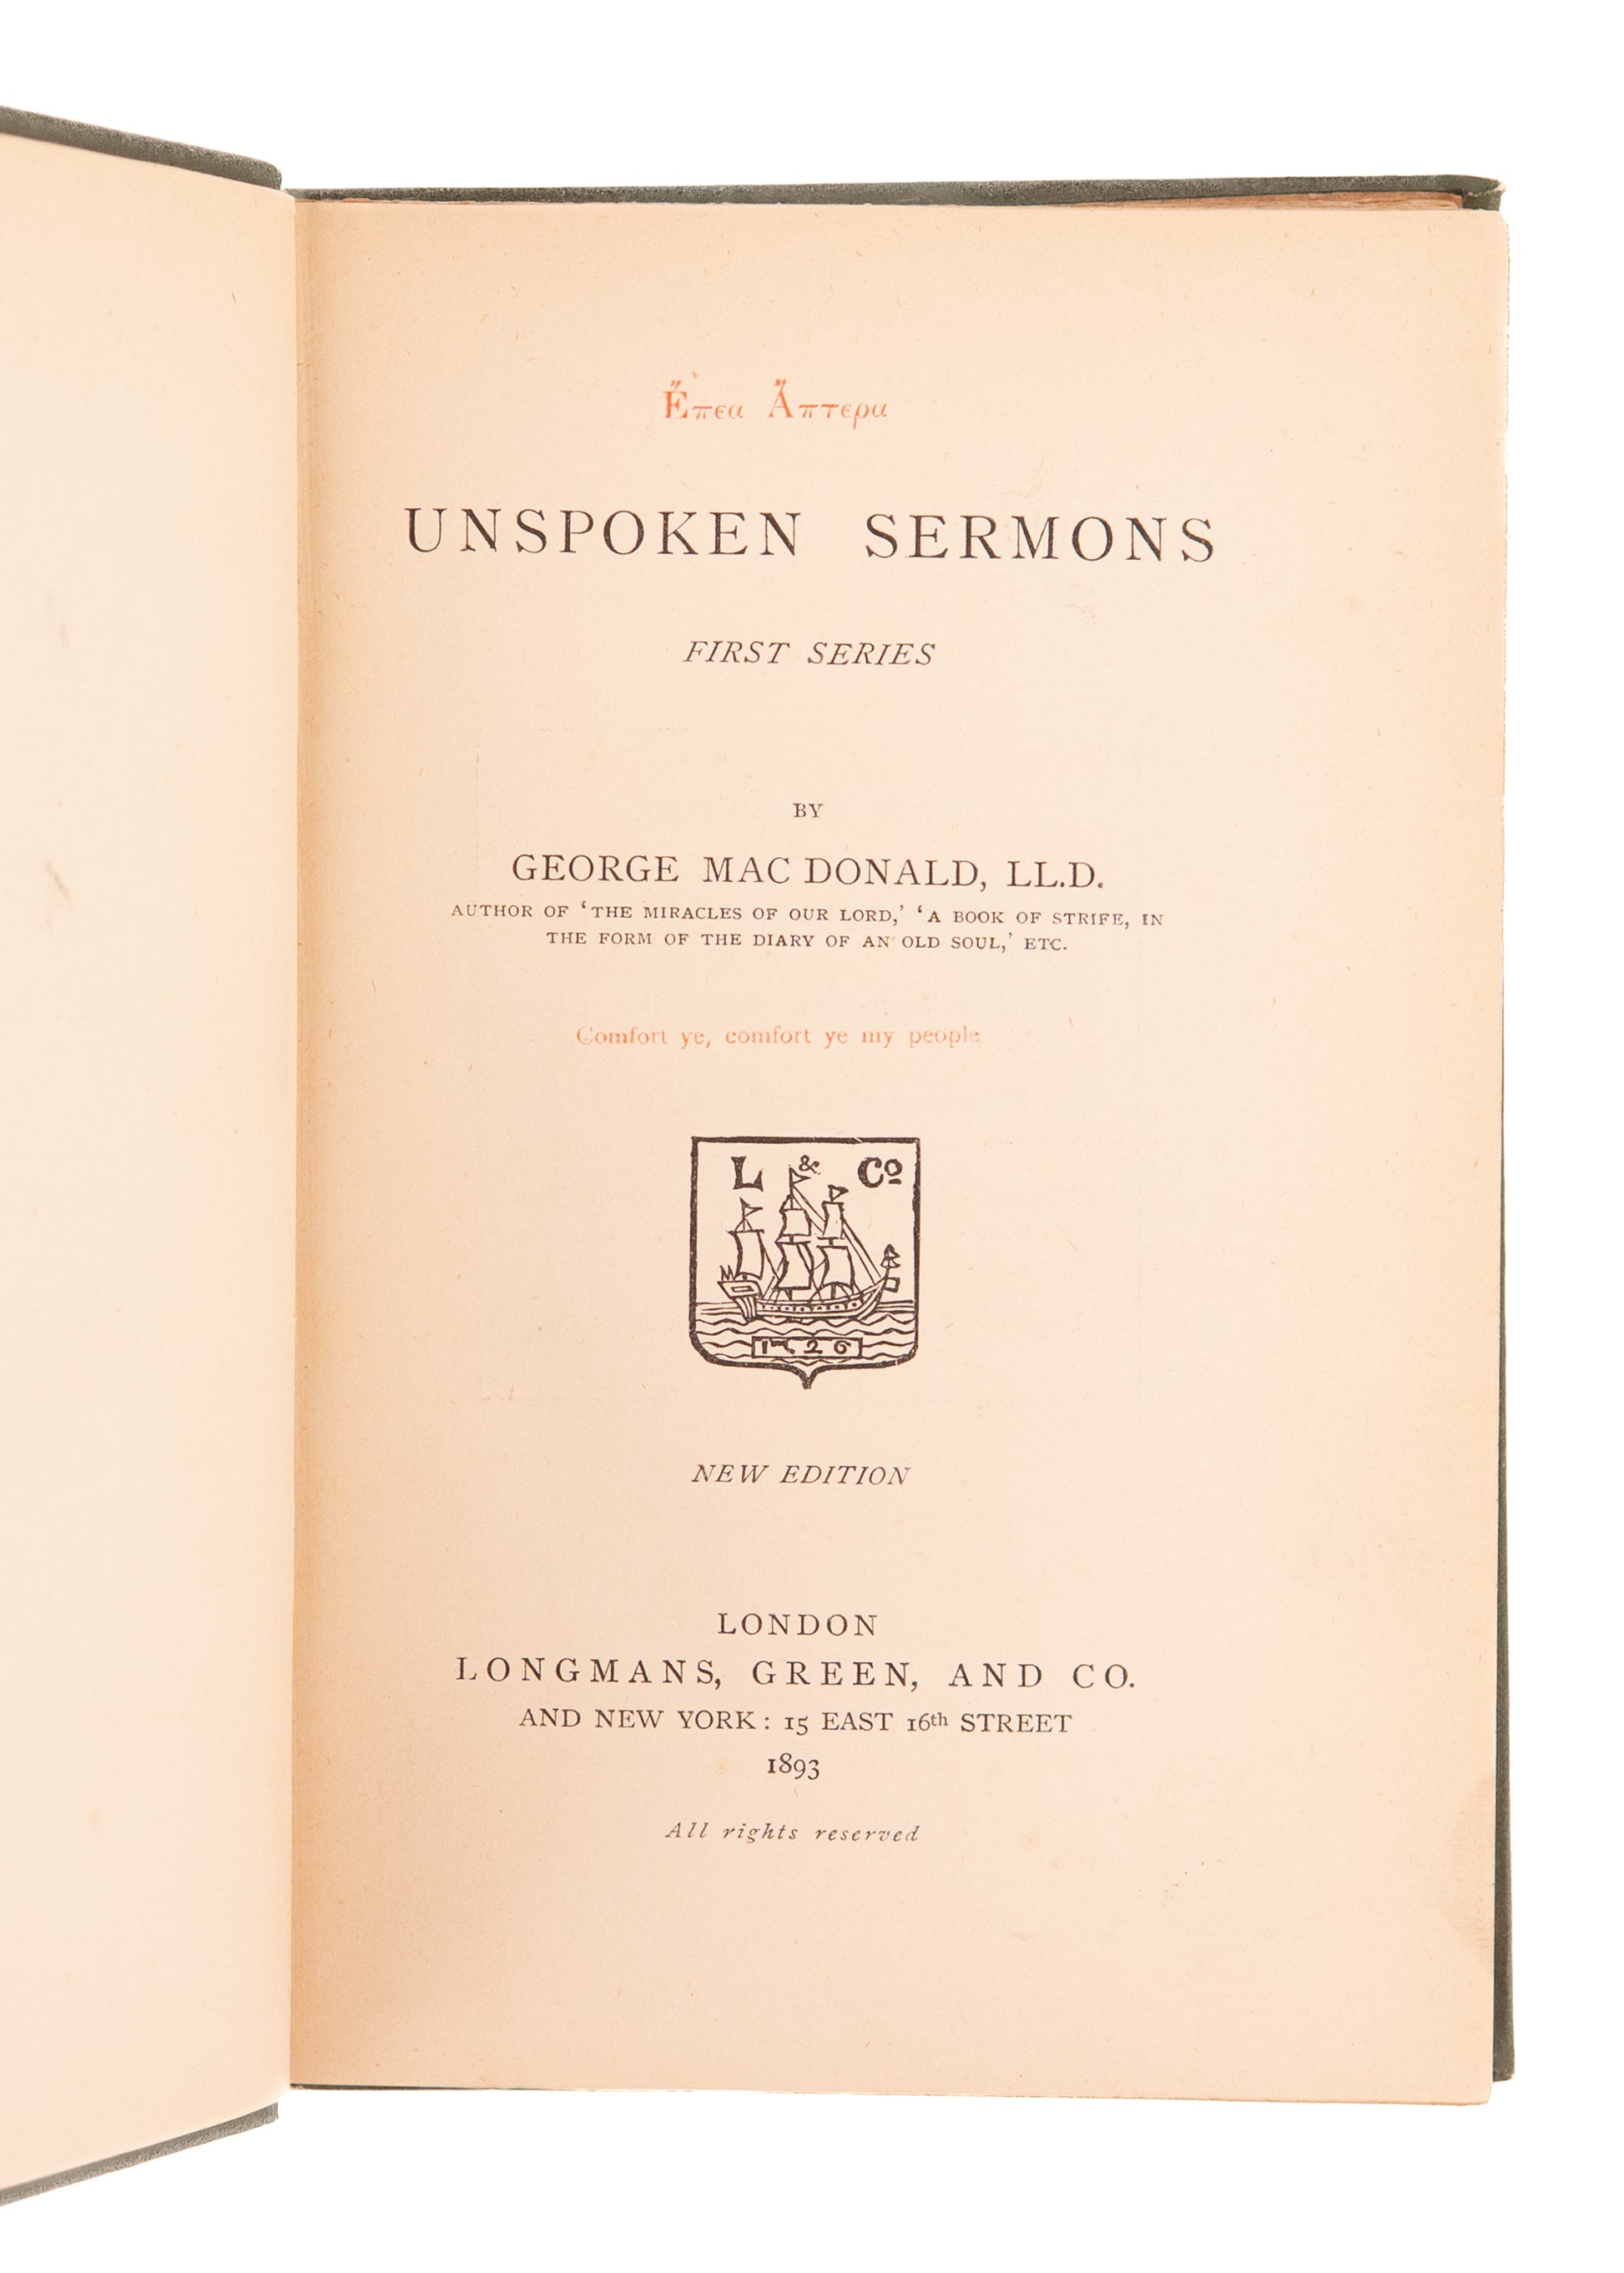 Ἔπεα Ἄπτερα
UNSPOKEN SERMONS
FIRST SERIES
BY
GEORGE MAC DONALD, LL.D.
AUTHOR OF ‘THE MIRACLES OF OUR LORD,’ ‘A BOOK OF STRIFE, IN
THE FORM OF THE DIARY OF AN OLD SOUL,’ ETC.
Comfort ye, comfort ye my people
L & Cº
1726
NEW EDITION
LONDON
LONGMANS, GREEN, AND CO.
AND NEW YORK: 15 EAST 16th STREET
1893
All rights reserved